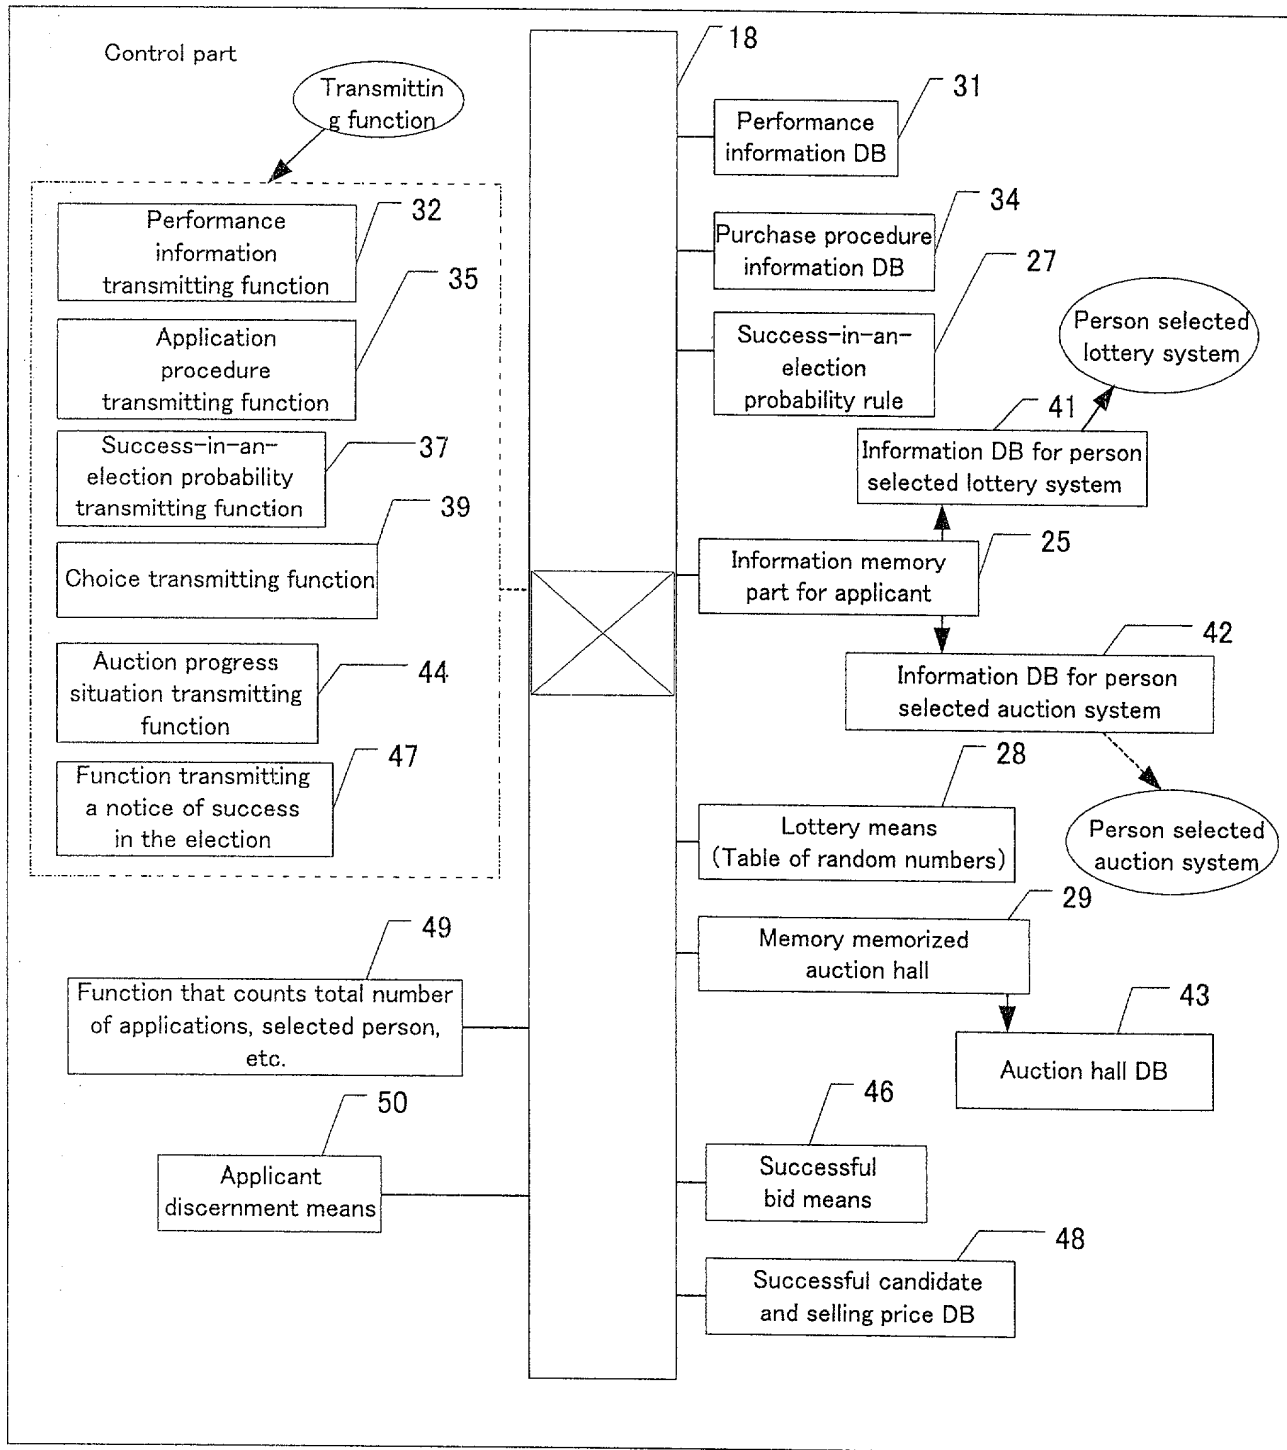 Control part
Transmittin
g function
18
31
Performance
information DB
32
Performance
information
transmitting function
34
Purchase procedure
information DB
35
Application
procedure
transmitting function
27
Success-in-an-
election
probability rule
Person selected
lottery system
37
Success-in-an-
election probability
transmitting function
41
Information DB for person
selected lottery system
39
Choice transmitting function
25
Information memory
part for applicant
44
Auction progress
situation transmitting
function
42
Information DB for person
selected auction system
47
Function transmitting
a notice of success
in the election
28
Lottery means
(Table of random numbers)
Person selected
auction system
29
Memory memorized
auction hall
49
Function that counts total number
of applications, selected person,
etc.
43
Auction hall DB
50
Applicant
discernment means
46
Successful
bid means
48
Successful candidate
and selling price DB